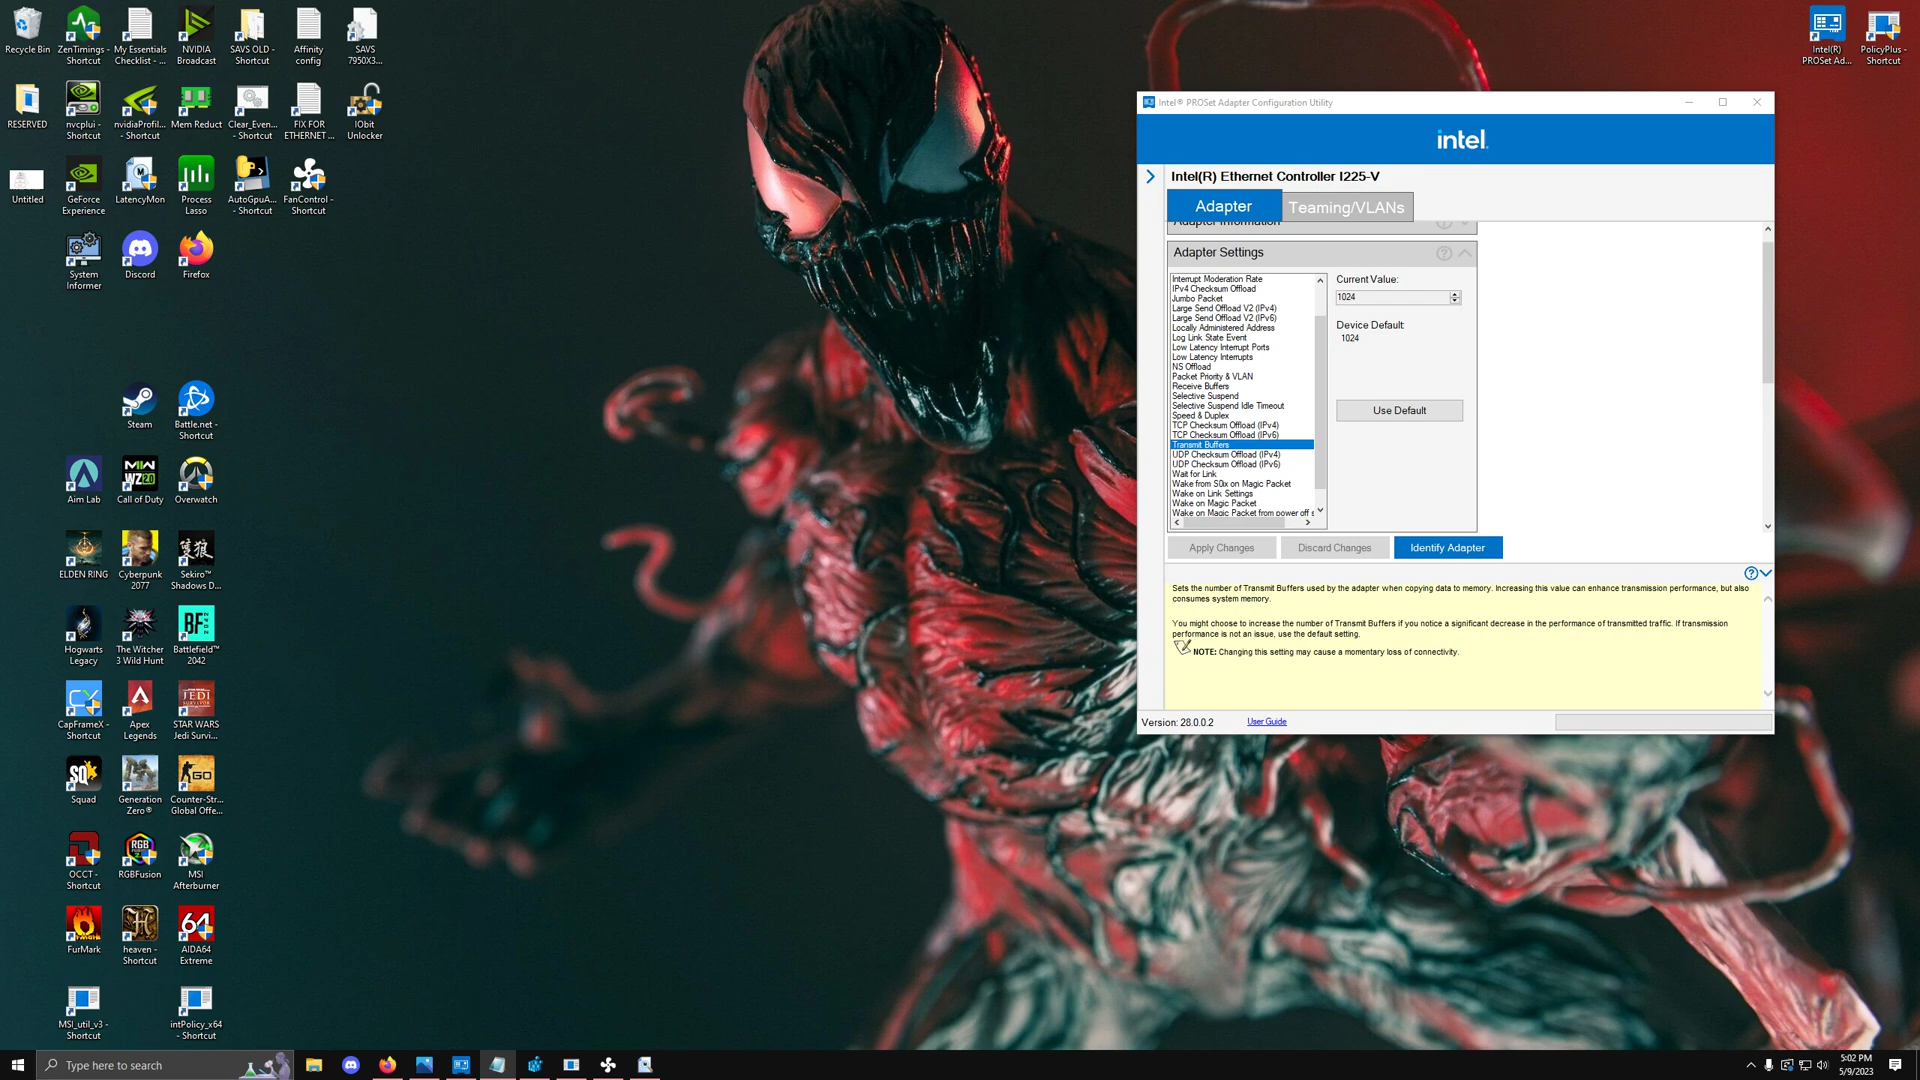 Recycle Bin
ZenTimings - Shortcut
My Essentials Checklist - ...
NVIDIA Broadcast
SAVS OLD - Shortcut
Affinity config
SAVS 7950X3...
Intel(R) PROSet Ad...
PolicyPlus - Shortcut
RESERVED
nvcplui - Shortcut
nvidiaProfil... - Shortcut
Mem Reduct
Clear_Even... - Shortcut
FIX FOR ETHERNET ...
IObit Unlocker
Untitled
GeForce Experience
LatencyMon
Process Lasso
AutoGpuA... - Shortcut
FanControl - Shortcut
System Informer
Discord
Firefox
Steam
Battle.net - Shortcut
Aim Lab
Call of Duty
Overwatch
ELDEN RING
Cyberpunk 2077
Sekiro™ Shadows D...
Hogwarts Legacy
The Witcher 3 Wild Hunt
Battlefield™ 2042
CapFrameX - Shortcut
Apex Legends
STAR WARS Jedi Survi...
Squad
Generation Zero®
Counter-Str... Global Offe...
OCCT - Shortcut
RGBFusion
MSI Afterburner
FurMark
heaven - Shortcut
AIDA64 Extreme
MSI_util_v3 - Shortcut
intPolicy_x64 - Shortcut
Intel® PROSet Adapter Configuration Utility
intel.
Intel(R) Ethernet Controller I225-V
Adapter
Teaming/VLANs
Adapter Information
Adapter Settings
Interrupt Moderation Rate
IPv4 Checksum Offload
Jumbo Packet
Large Send Offload V2 (IPv4)
Large Send Offload V2 (IPv6)
Locally Administered Address
Log Link State Event
Low Latency Interrupt Ports
Low Latency Interrupts
NS Offload
Packet Priority & VLAN
Receive Buffers
Selective Suspend
Selective Suspend Idle Timeout
Speed & Duplex
TCP Checksum Offload (IPv4)
TCP Checksum Offload (IPv6)
Transmit Buffers
UDP Checksum Offload (IPv4)
UDP Checksum Offload (IPv6)
Wait for Link
Wake from S0ix on Magic Packet
Wake on Link Settings
Wake on Magic Packet
Wake on Magic Packet from power off s
Current Value:
1024
Device Default:
1024
Use Default
Apply Changes
Discard Changes
Identify Adapter
Sets the number of Transmit Buffers used by the adapter when copying data to memory. Increasing this value can enhance transmission performance, but also
consumes system memory.
You might choose to increase the number of Transmit Buffers if you notice a significant decrease in the performance of transmitted traffic. If transmission
performance is not an issue, use the default setting.
NOTE: Changing this setting may cause a momentary loss of connectivity.
Version: 28.0.0.2
User Guide
Type here to search
5:02 PM
5/9/2023